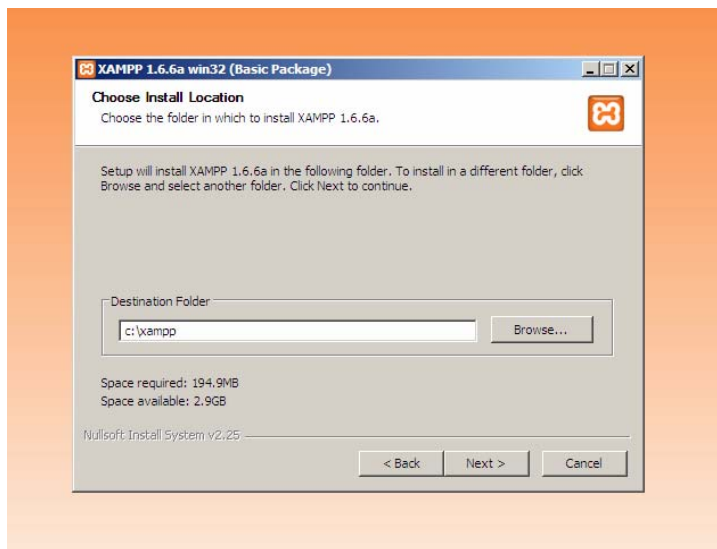 XAMPP 1.6.6a win32 (Basic Package)
Choose Install Location
Choose the folder in which to install XAMPP 1.6.6a.
Setup will install XAMPP 1.6.6a in the following folder. To install in a different folder, click
Browse and select another folder. Click Next to continue.
Destination Folder
c:\xampp
Browse...
Space required: 194.9MB
Space available: 2.9GB
Nullsoft Install System v2.25
< Back
Next >
Cancel